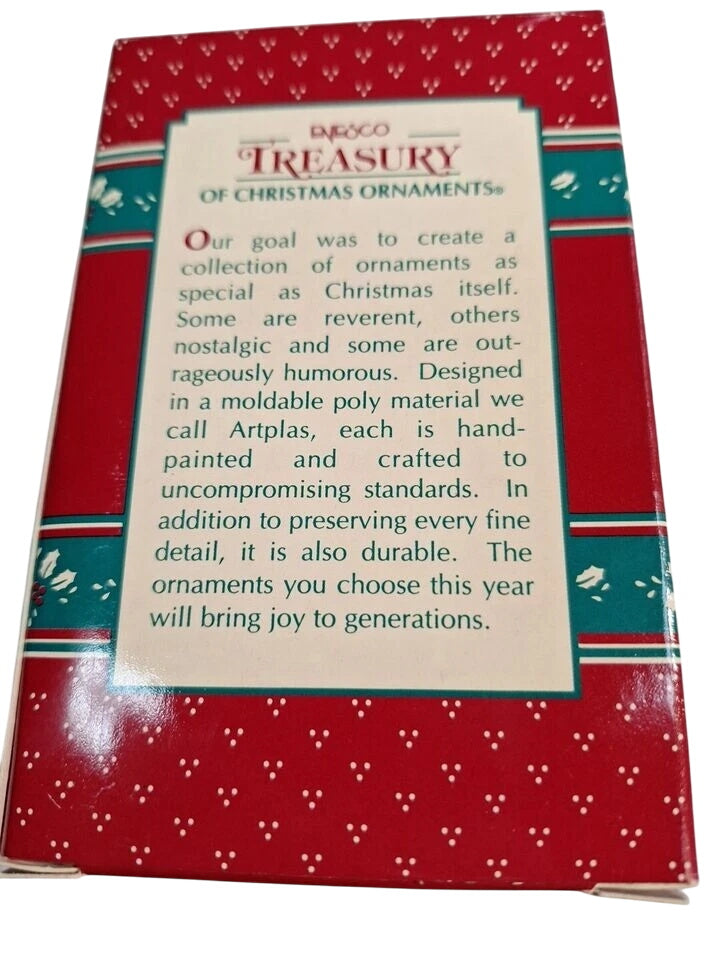 ENESCO
TREASURY
OF CHRISTMAS ORNAMENTS®
Our goal was to create a
collection of ornaments as
special as Christmas itself.
Some are reverent, others
nostalgic and some are out-
rageously humorous. Designed
in a moldable poly material we
call Artplas, each is hand-
painted and crafted to
uncompromising standards. In
addition to preserving every fine
detail, it is also durable. The
ornaments you choose this year
will bring joy to generations.